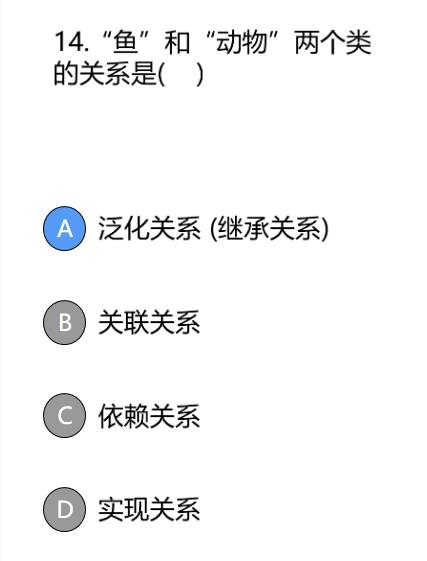 14. “鱼”和“动物”两个类
的关系是( )
A 泛化关系 (继承关系)
B 关联关系
C 依赖关系
D 实现关系